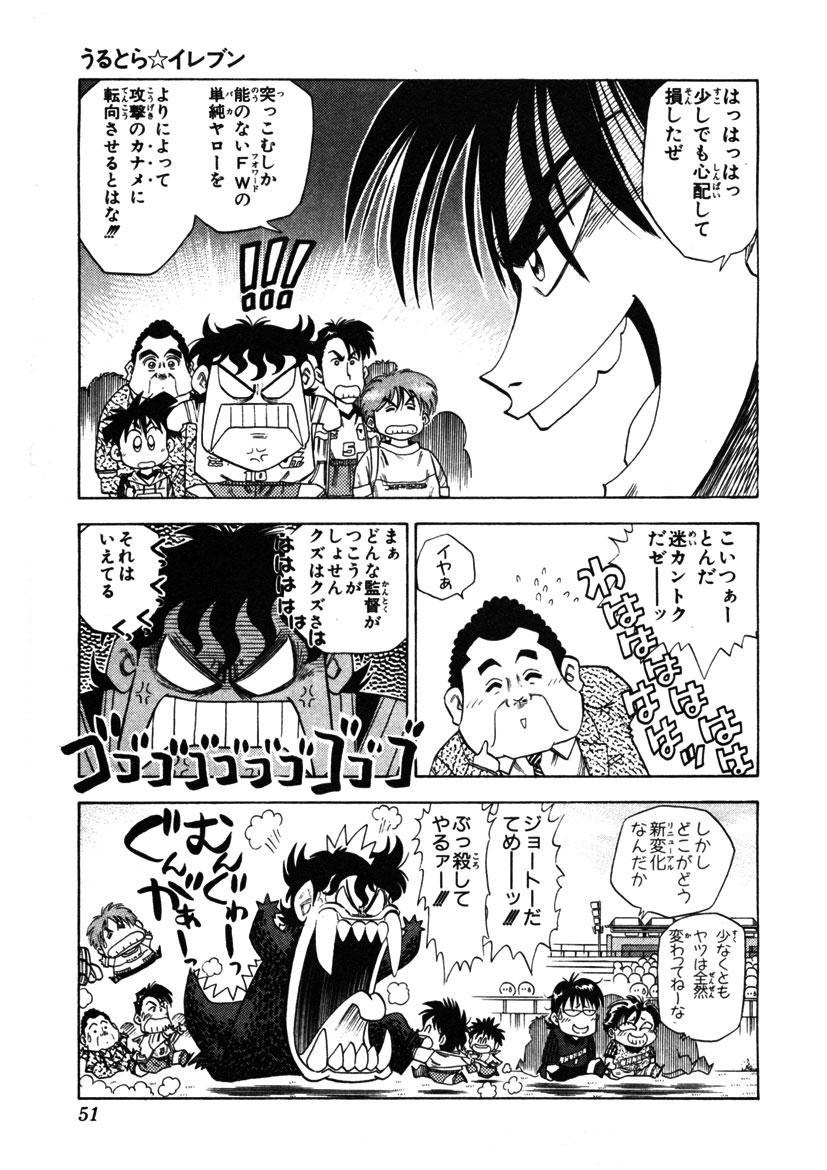 うるとら☆イレブン
はっはっはっ
少しでも心配して
損したぜ
突っこむしか
能のないFWの
単純ヤローを
よりによって
攻撃のカナメに
転向させるとはな!!!
!!!
5
こいつぁー
とんだ
迷カントク
だゼーーッ
イヤぁ
わははははははははッ
まぁ
どんな監督が
つこうが
しょせん
クズはクズさ
はははははは
それは
いえてる
ゴゴゴゴゴゴゴゴゴゴ
しかし
どこがどう
新変化
なんだか
少なくとも
ヤツは全然
変わってねーな
ジョートーだ
てめーーッ!!!
ぶっ殺して
やるァー!!!
むんぐわーっ
ぐんがぁーっ
51